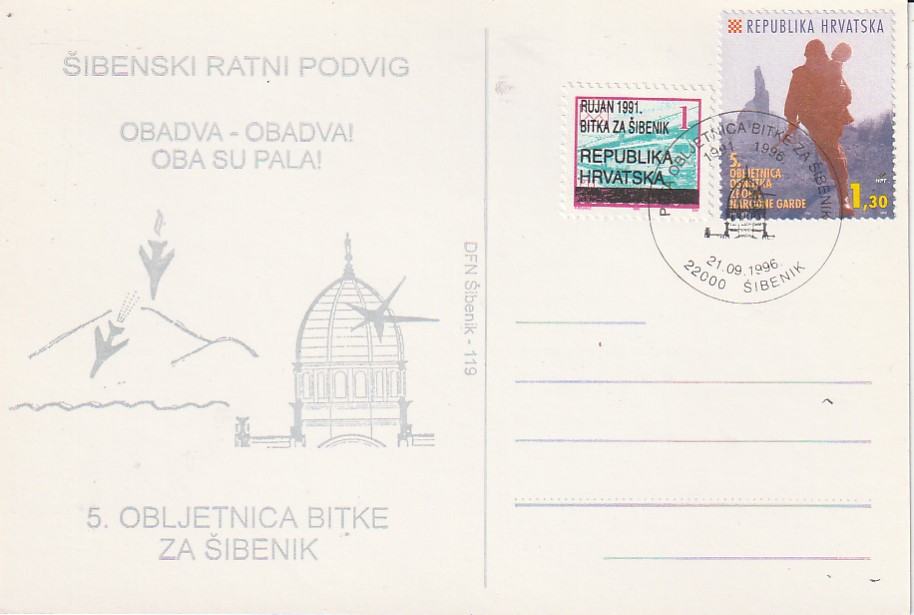 ŠIBENSKI RATNI PODVIG
OBADVA - OBADVA!
OBA SU PALA!
5. OBLJETNICA BITKE
ZA ŠIBENIK
DFN Šibenik - 119
RUJAN 1991.
BITKA ZA ŠIBENIK
1
REPUBLIKA
HRVATSKA
REPUBLIKA HRVATSKA
5.
OBLJETNICA
NARODNE GARDE
HPT
1,30
OBLJETNICA BITKE ZA ŠIBENIK
1991. 1996.
21.09.1996.
22000 ŠIBENIK